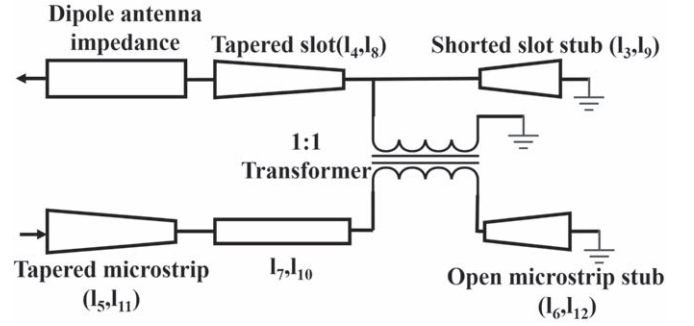 Dipole antenna
impedance
Tapered slot(l₄,l₈)
Shorted slot stub (l₃,l₉)
1:1
Transformer
Tapered microstrip
(l₅,l₁₁)
l₇,l₁₀
Open microstrip stub
(l₆,l₁₂)